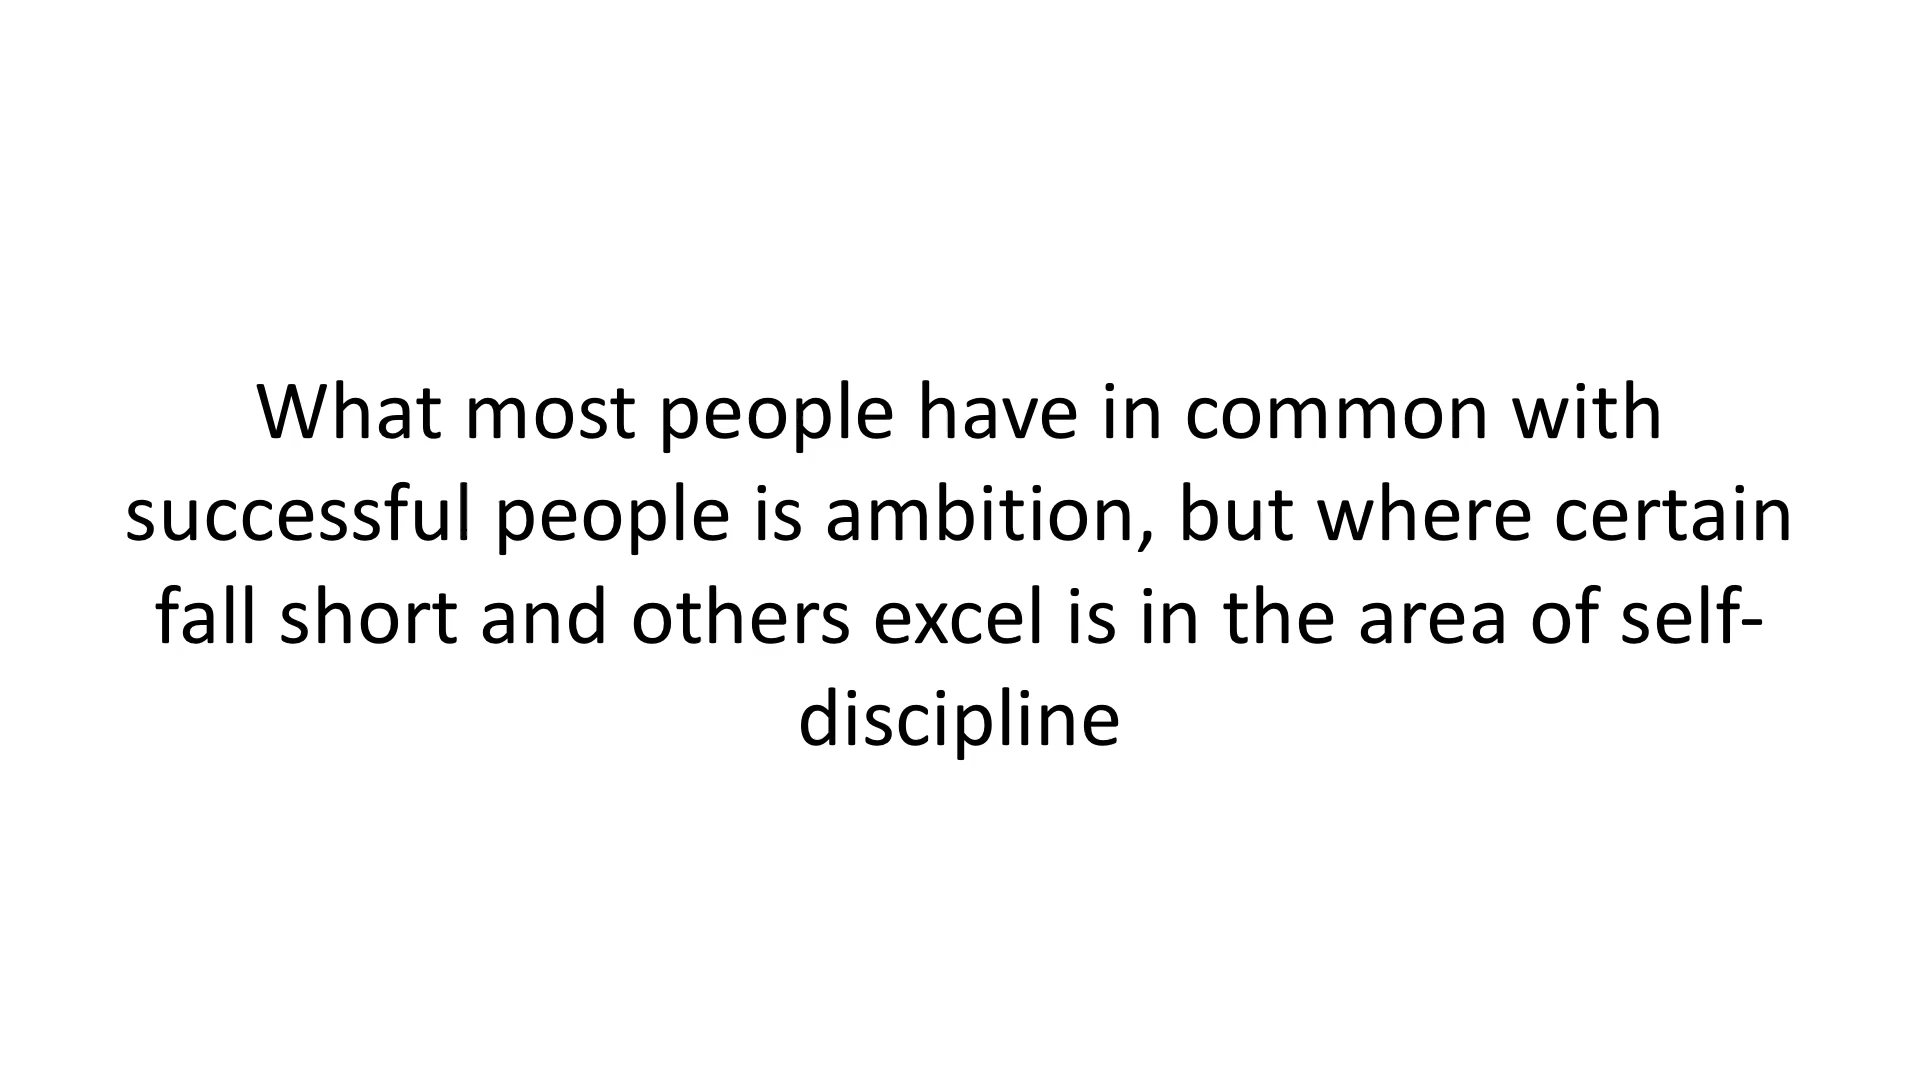 What most people have in common with
successful people is ambition, but where certain
fall short and others excel is in the area of self-
discipline